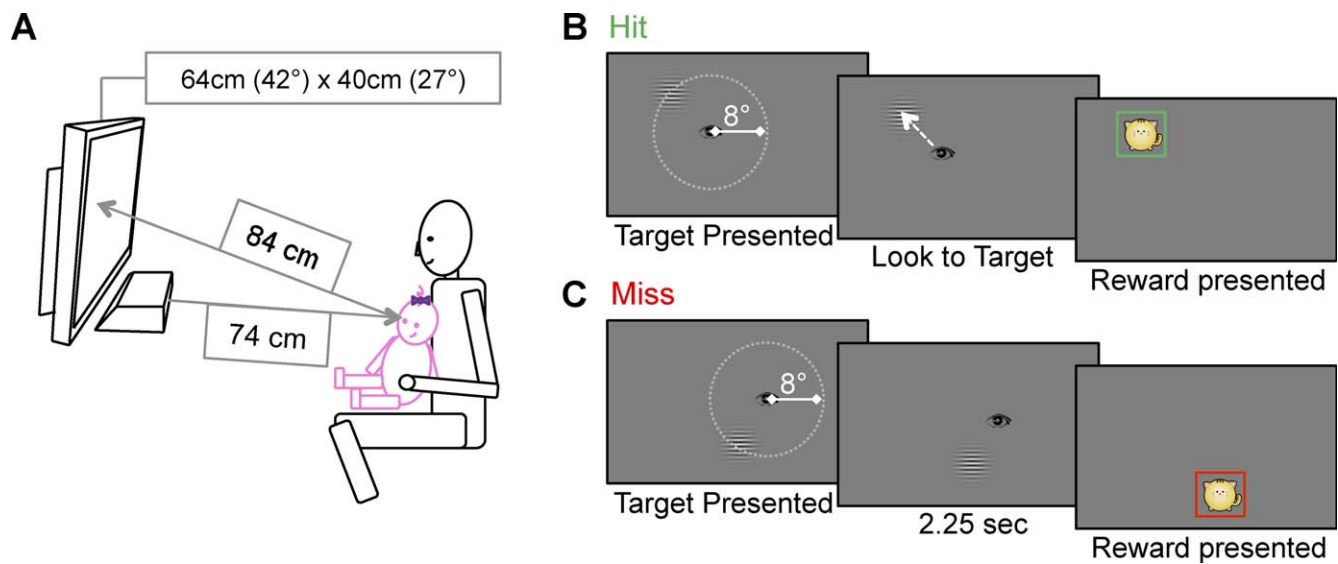 A
64cm (42°) x 40cm (27°)
84 cm
74 cm
B Hit
8°
Target Presented
Look to Target
Reward presented
C Miss
8°
Target Presented
2.25 sec
Reward presented